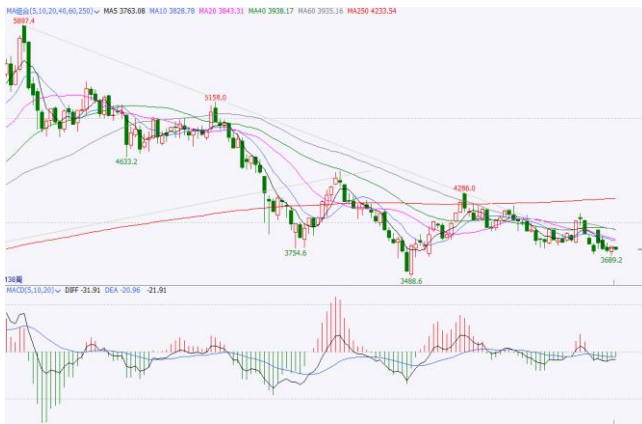 MA组合(5,10,20,40,60,250) MA5 3763.08 MA10 3828.78 MA20 3843.31 MA40 3938.17 MA60 3935.16 MA250 4233.54
5897.4
5159.0
4633.2
4286.0
3754.6
3689.2
3488.6
438周
MACD(5,10,20) DIFF -31.91 DEA -20.96 -21.91